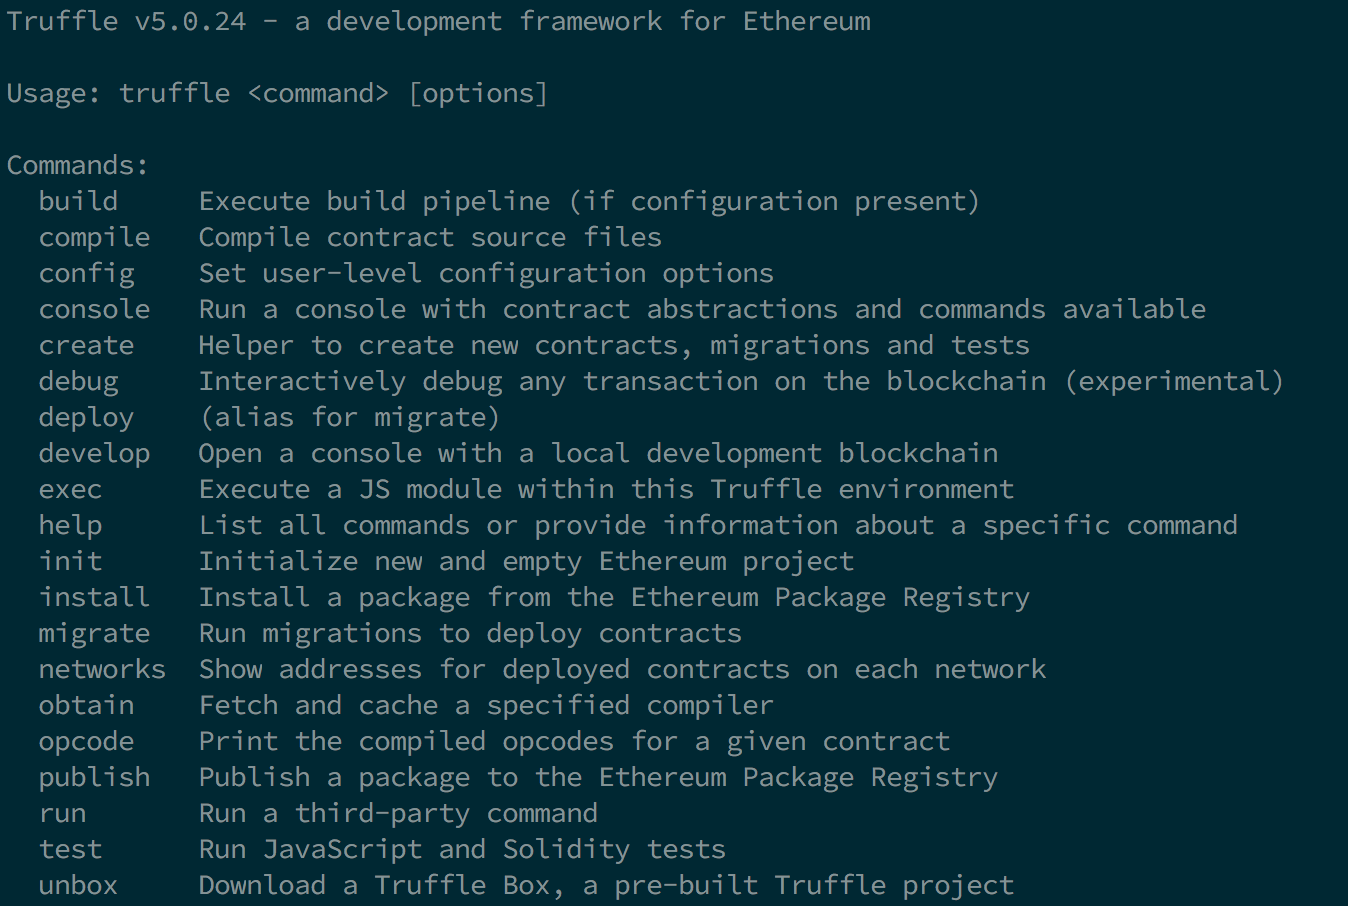 Truffle v5.0.24 - a development framework for Ethereum
Usage: truffle <command> [options]
Commands:
build Execute build pipeline (if configuration present)
compile Compile contract source files
config Set user-level configuration options
console Run a console with contract abstractions and commands available
create Helper to create new contracts, migrations and tests
debug Interactively debug any transaction on the blockchain (experimental)
deploy (alias for migrate)
develop Open a console with a local development blockchain
exec Execute a JS module within this Truffle environment
help List all commands or provide information about a specific command
init Initialize new and empty Ethereum project
install Install a package from the Ethereum Package Registry
migrate Run migrations to deploy contracts
networks Show addresses for deployed contracts on each network
obtain Fetch and cache a specified compiler
opcode Print the compiled opcodes for a given contract
publish Publish a package to the Ethereum Package Registry
run Run a third-party command
test Run JavaScript and Solidity tests
unbox Download a Truffle Box, a pre-built Truffle project